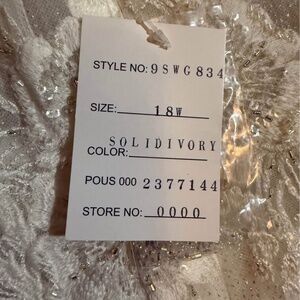 STYLE NO: 9SWG834
SIZE: 18W
COLOR: SOLIDIVORY
POUS 000 2377144
STORE NO: 0000